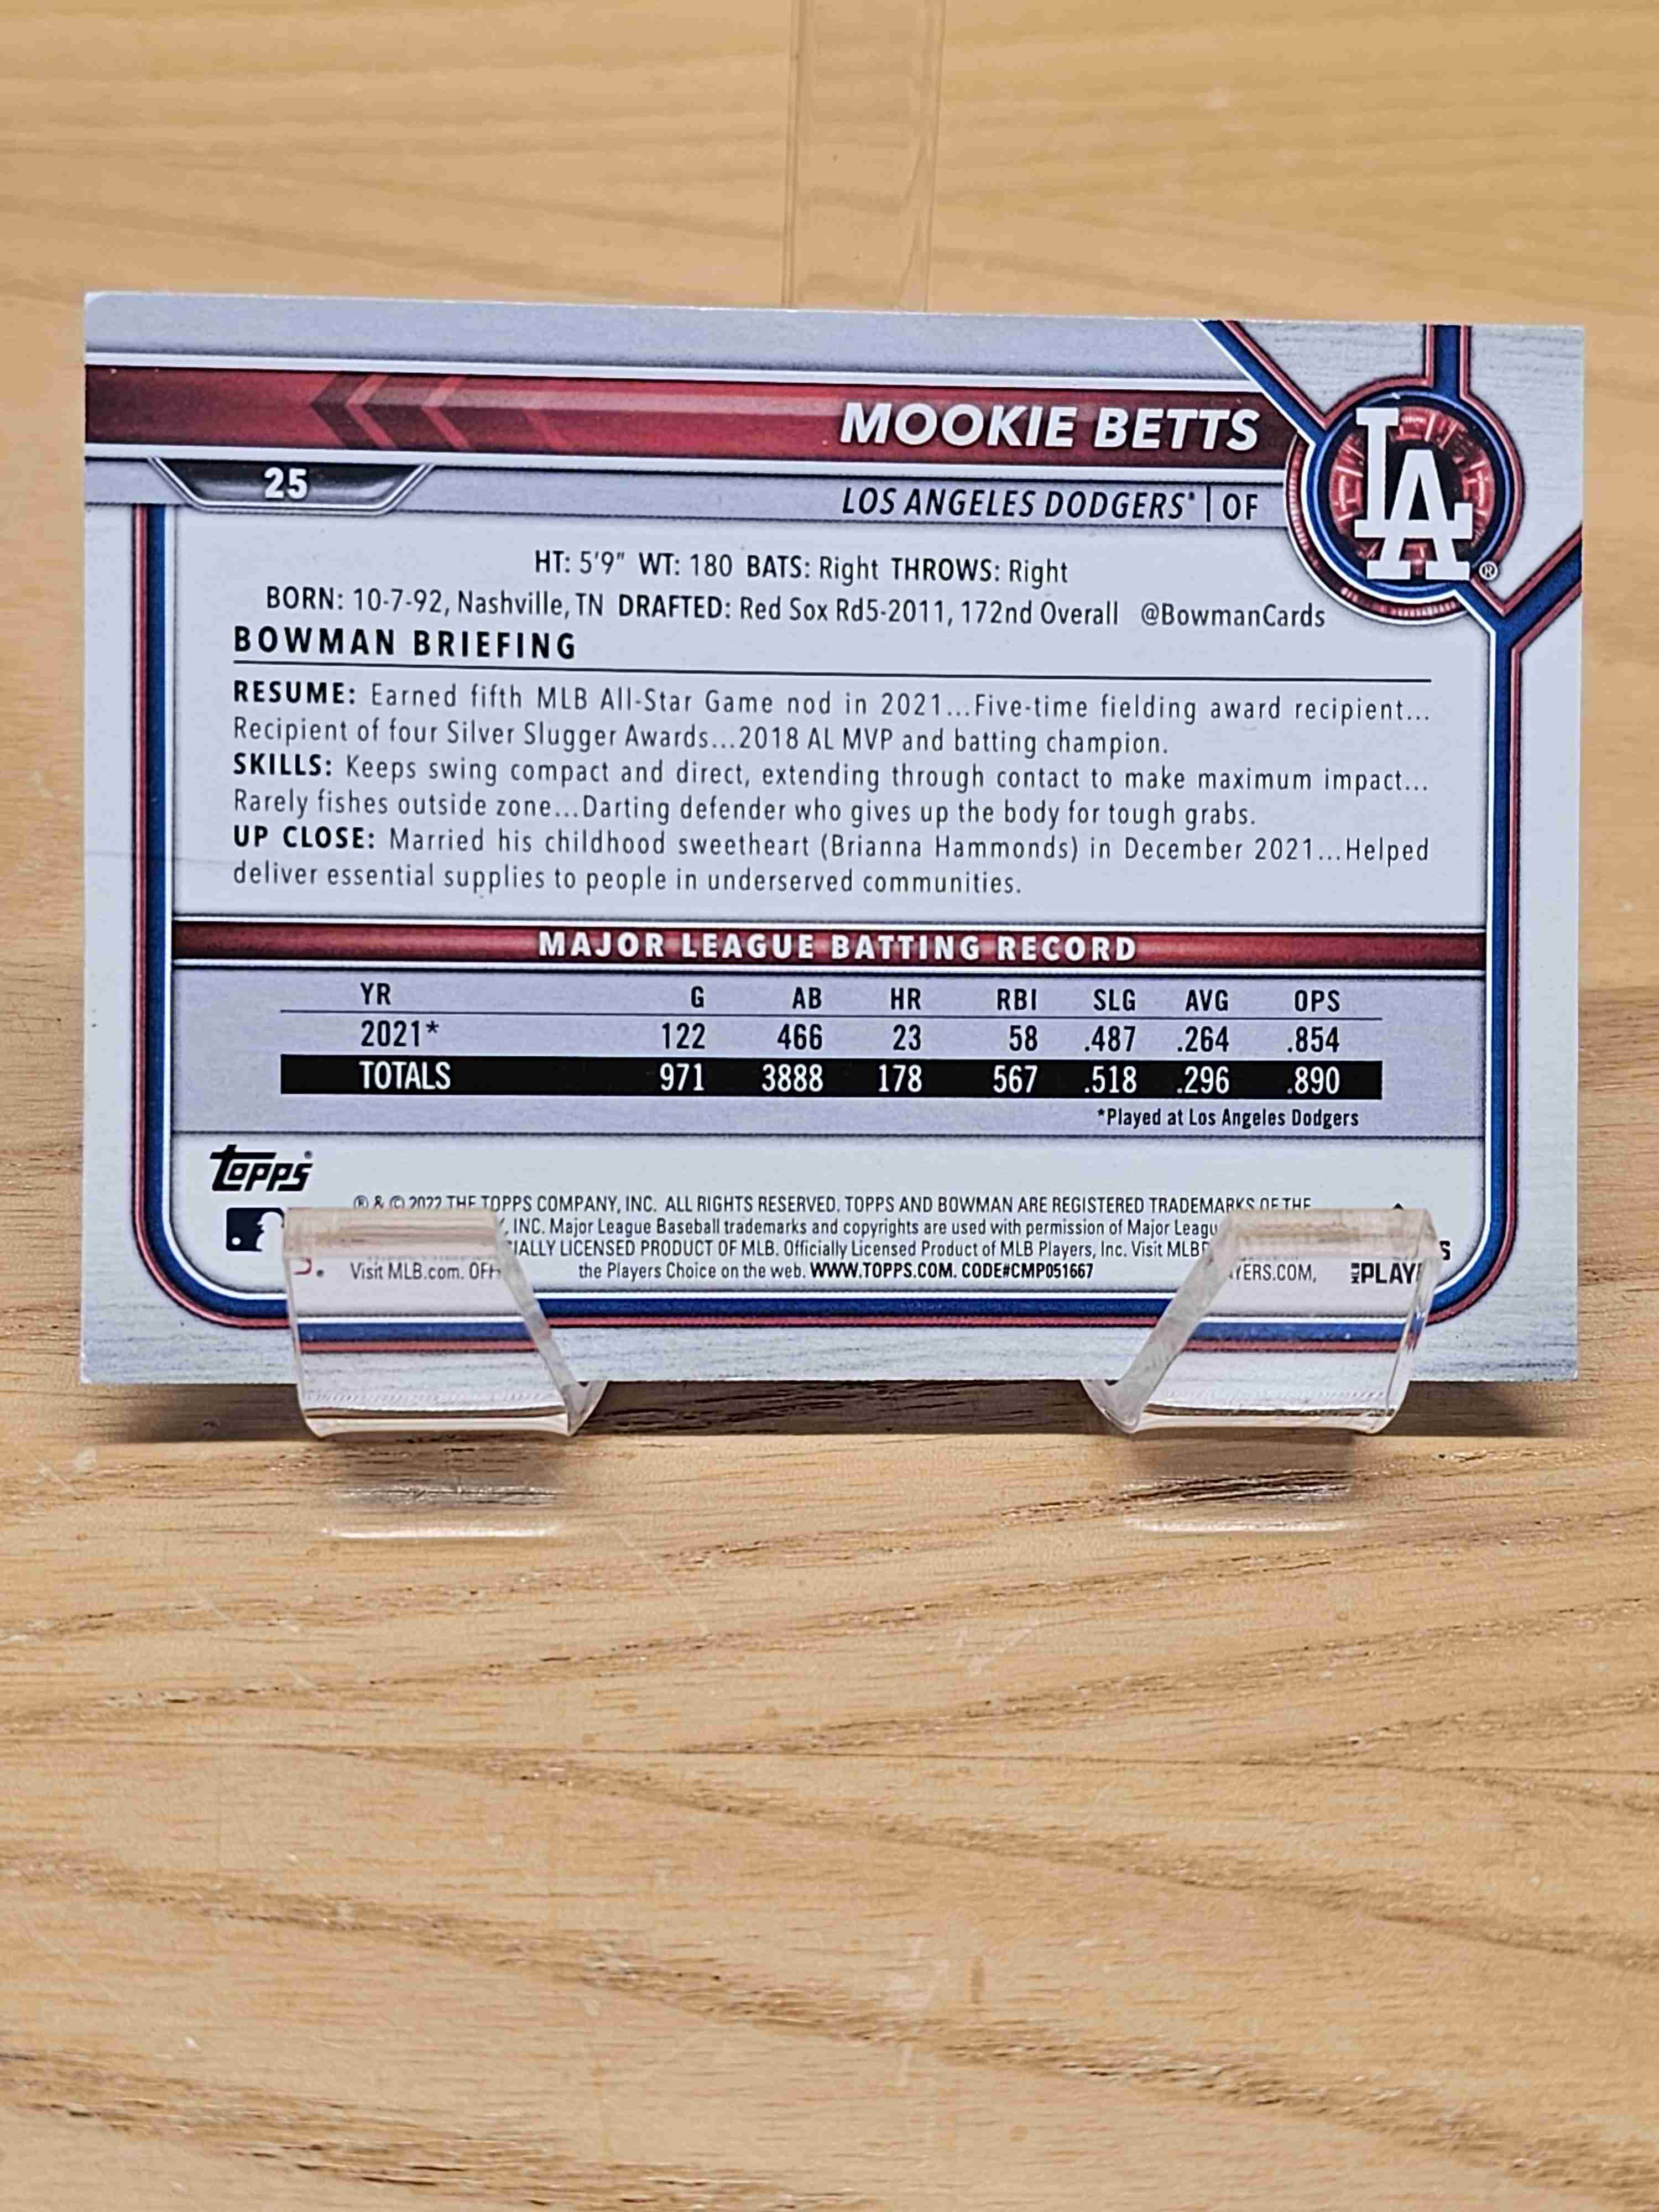 MOOKIE BETTS
25
LOS ANGELES DODGERS® | OF
LA ®
HT: 5'9" WT: 180 BATS: Right THROWS: Right
BORN: 10-7-92, Nashville, TN DRAFTED: Red Sox Rd5-2011, 172nd Overall @BowmanCards
BOWMAN BRIEFING
RESUME: Earned fifth MLB All-Star Game nod in 2021...Five-time fielding award recipient...
Recipient of four Silver Slugger Awards...2018 AL MVP and batting champion.
SKILLS: Keeps swing compact and direct, extending through contact to make maximum impact...
Rarely fishes outside zone...Darting defender who gives up the body for tough grabs.
UP CLOSE: Married his childhood sweetheart (Brianna Hammonds) in December 2021...Helped
deliver essential supplies to people in underserved communities.
MAJOR LEAGUE BATTING RECORD
YR G AB HR RBI SLG AVG OPS
2021* 122 466 23 58 .487 .264 .854
TOTALS 971 3888 178 567 .518 .296 .890
*Played at Los Angeles Dodgers
Topps®
® & © 2022 THE TOPPS COMPANY, INC. ALL RIGHTS RESERVED. TOPPS AND BOWMAN ARE REGISTERED TRADEMARKS OF THE
, INC. Major League Baseball trademarks and copyrights are used with permission of Major
LICENSED PRODUCT OF MLB. Officially Licensed Product of MLB Players, Inc. Visit
Visit MLB.com. the Players Choice on the web. WWW.TOPPS.COM. CODE#CMP051667